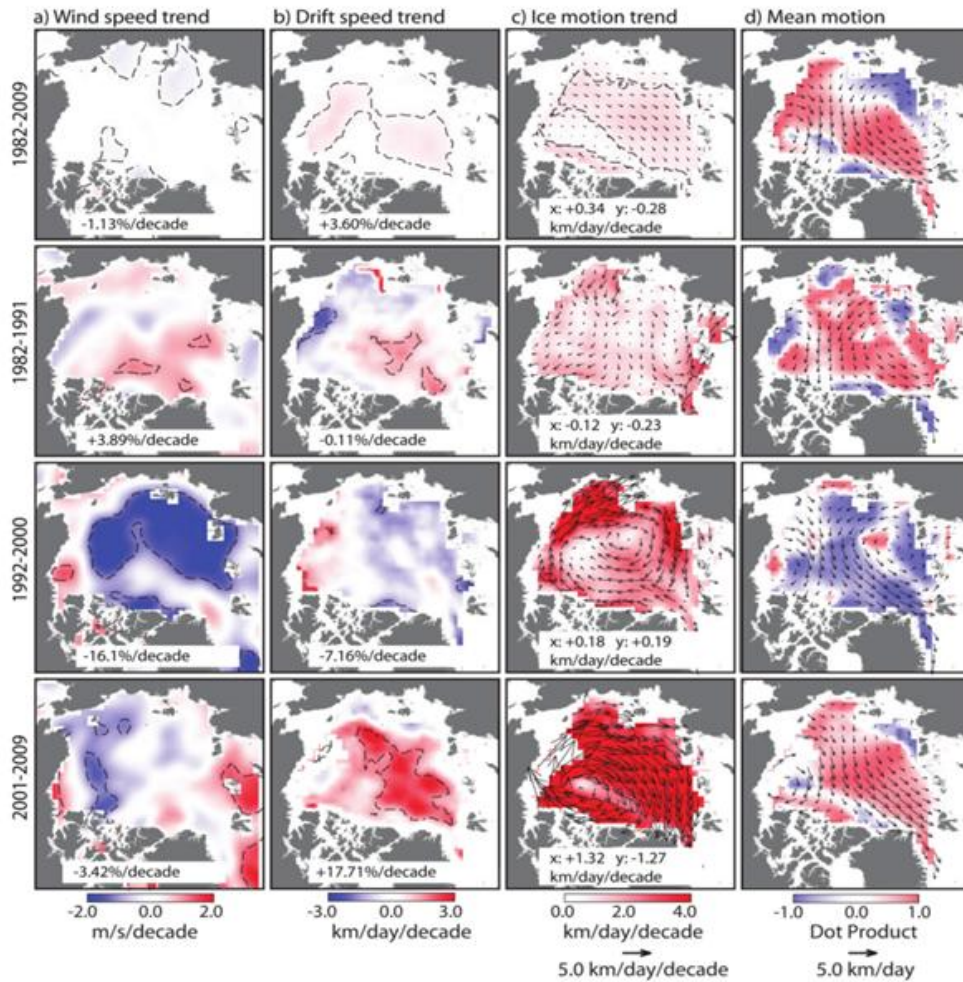 a) Wind speed trend b) Drift speed trend c) Ice motion trend d) Mean motion
1982-2009
-1.13%/decade
+3.60%/decade
x: +0.34 y: -0.28
km/day/decade
1982-1991
+3.89%/decade
-0.11%/decade
x: -0.12 y: -0.23
km/day/decade
1992-2000
-16.1%/decade
-7.16%/decade
x: +0.18 y: +0.19
km/day/decade
2001-2009
-3.42%/decade
+17.71%/decade
x: +1.32 y: -1.27
km/day/decade
-2.0 0.0 2.0
m/s/decade
-3.0 0.0 3.0
km/day/decade
0.0 2.0 4.0
km/day/decade
5.0 km/day/decade
-1.0 0.0 1.0
Dot Product
5.0 km/day